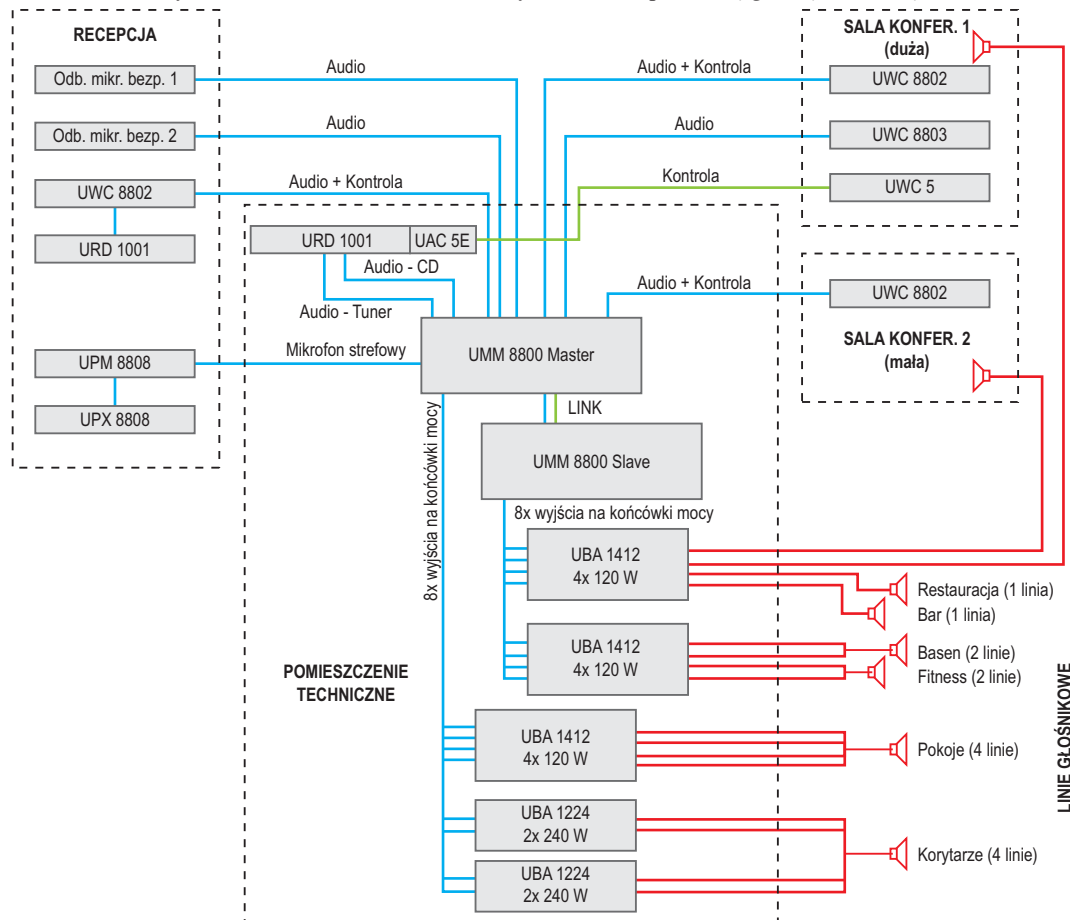 RECEPCJA
Odb. mikr. bezp. 1
Odb. mikr. bezp. 2
UWC 8802
URD 1001
UPM 8808
UPX 8808
Audio
Audio
Audio + Kontrola
Mikrofon strefowy
Audio + Kontrola
Audio
Kontrola
Audio + Kontrola
SALA KONFER. 1
(duża)
UWC 8802
UWC 8803
UWC 5
UWC 8802
SALA KONFER. 2
(mała)
URD 1001
UAC 5E
Audio - CD
Audio - Tuner
UMM 8800 Master
LINK
UMM 8800 Slave
8x wyjścia na końcówki mocy
8x wyjścia na końcówki mocy
UBA 1412
4x 120 W
UBA 1412
4x 120 W
POMIESZCZENIE
TECHNICZNE
UBA 1412
4x 120 W
UBA 1224
2x 240 W
UBA 1224
2x 240 W
Restauracja (1 linia)
Bar (1 linia)
Basen (2 linie)
Fitness (2 linie)
Pokoje (4 linie)
Korytarze (4 linie)
LINIE GŁOŚNIKOWE